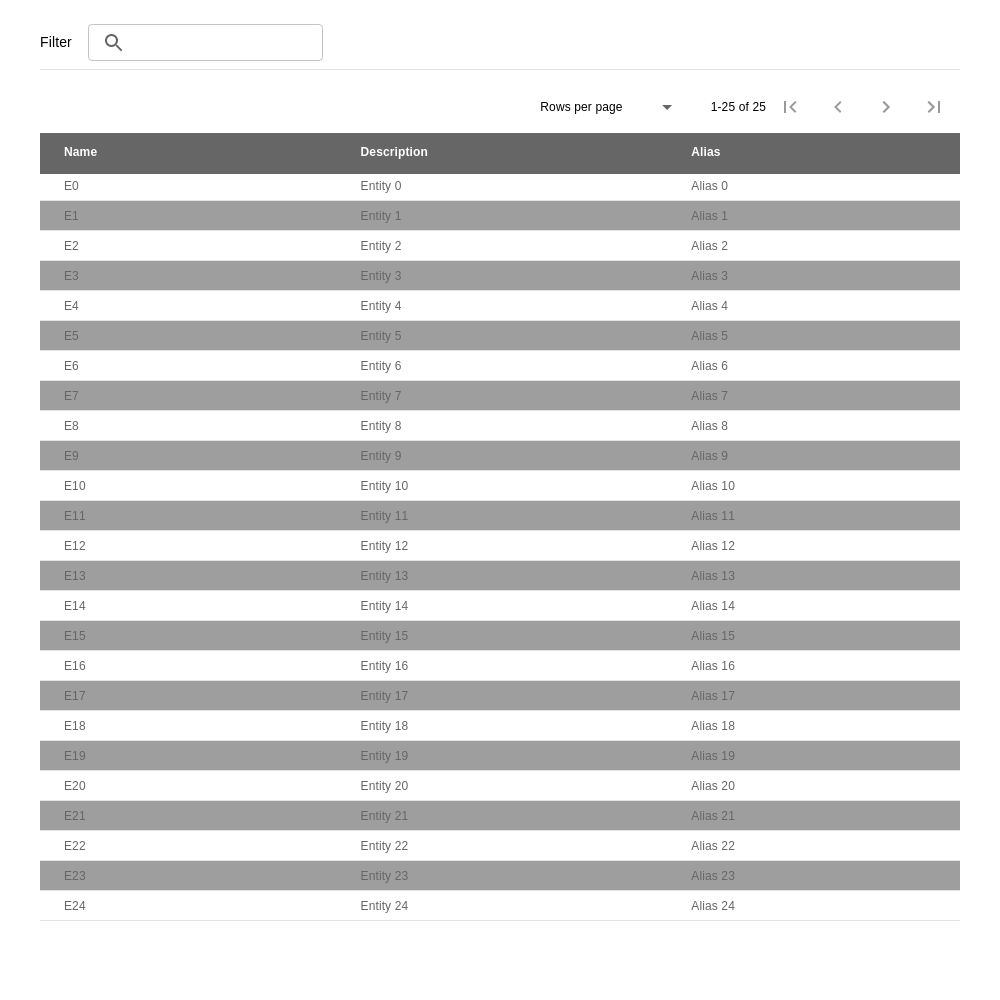 Filter
Rows per page 1-25 of 25
Name Description Alias
E0 Entity 0 Alias 0
E1 Entity 1 Alias 1
E2 Entity 2 Alias 2
E3 Entity 3 Alias 3
E4 Entity 4 Alias 4
E5 Entity 5 Alias 5
E6 Entity 6 Alias 6
E7 Entity 7 Alias 7
E8 Entity 8 Alias 8
E9 Entity 9 Alias 9
E10 Entity 10 Alias 10
E11 Entity 11 Alias 11
E12 Entity 12 Alias 12
E13 Entity 13 Alias 13
E14 Entity 14 Alias 14
E15 Entity 15 Alias 15
E16 Entity 16 Alias 16
E17 Entity 17 Alias 17
E18 Entity 18 Alias 18
E19 Entity 19 Alias 19
E20 Entity 20 Alias 20
E21 Entity 21 Alias 21
E22 Entity 22 Alias 22
E23 Entity 23 Alias 23
E24 Entity 24 Alias 24